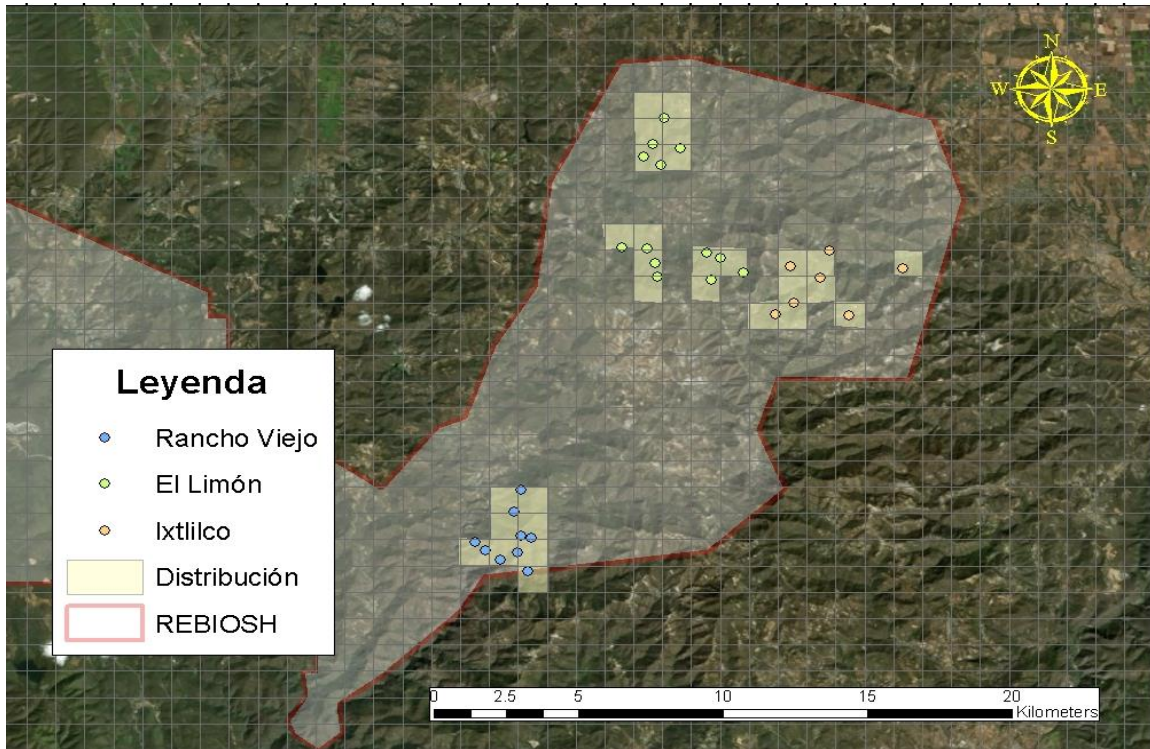 N
W E
S
Leyenda
Rancho Viejo
El Limón
Ixtlilco
Distribución
REBIOSH
0 2.5 5 10 15 20
Kilometers